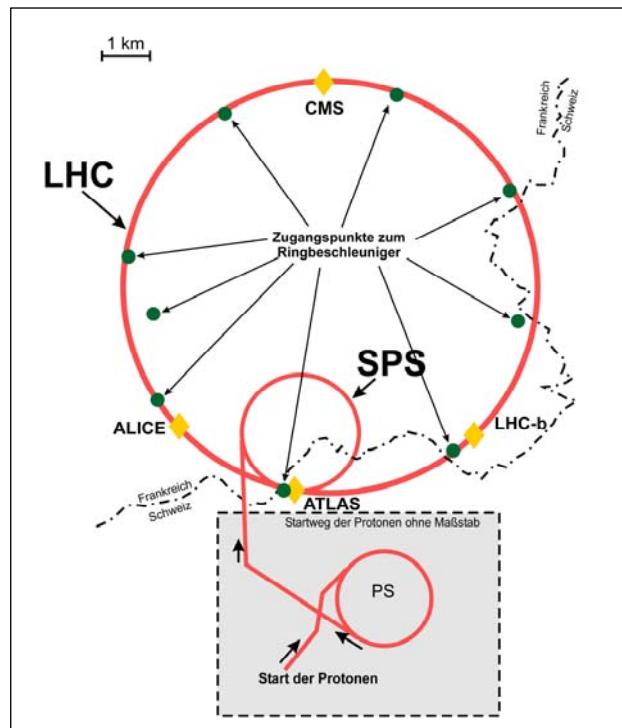 1 km
CMS
Frankreich
Schweiz
LHC
Zugangspunkte zum
Ringbeschleuniger
SPS
ALICE
LHC-b
Frankreich
Schweiz
ATLAS
Startweg der Protonen ohne Maßstab
PS
Start der Protonen